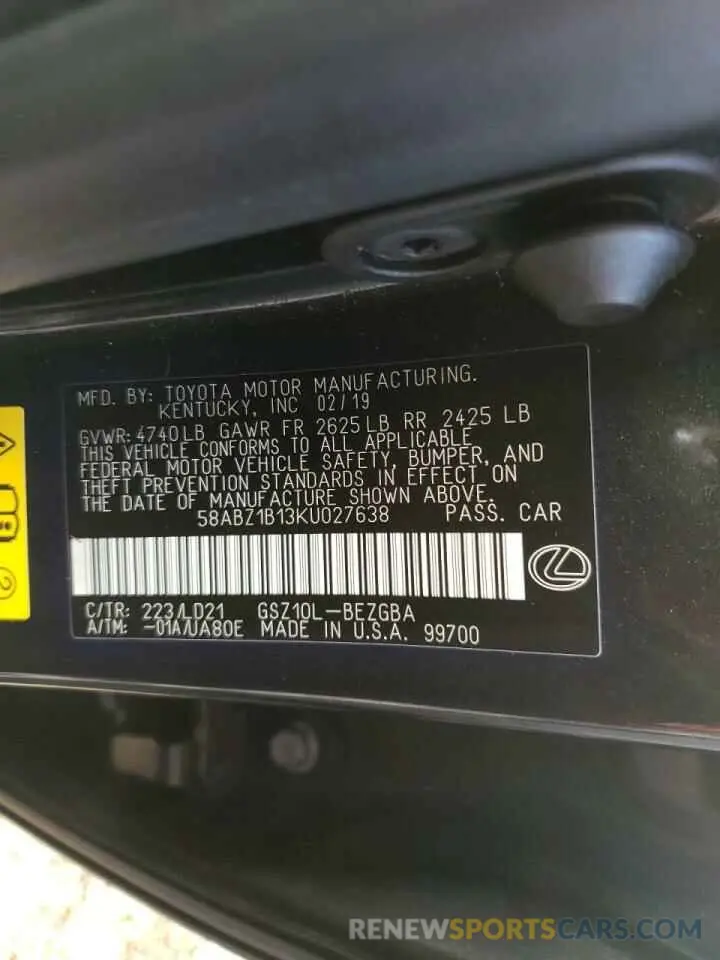 MFD. BY: TOYOTA MOTOR MANUFACTURING.
KENTUCKY, INC 02/19
GVWR: 4740LB GAWR FR 2625LB RR 2425 LB
THIS VEHICLE CONFORMS TO ALL APPLICABLE
FEDERAL MOTOR VEHICLE SAFETY, BUMPER, AND
THEFT PREVENTION STANDARDS IN EFFECT ON
THE DATE OF MANUFACTURE SHOWN ABOVE.
58ABZ1B13KU027638 PASS. CAR
C/TR: 223/LD21 GSZ10L-BEZGBA
A/TM: -01A/UA80E MADE IN U.S.A. 99700
2
RENEWSPORTSCARS.COM